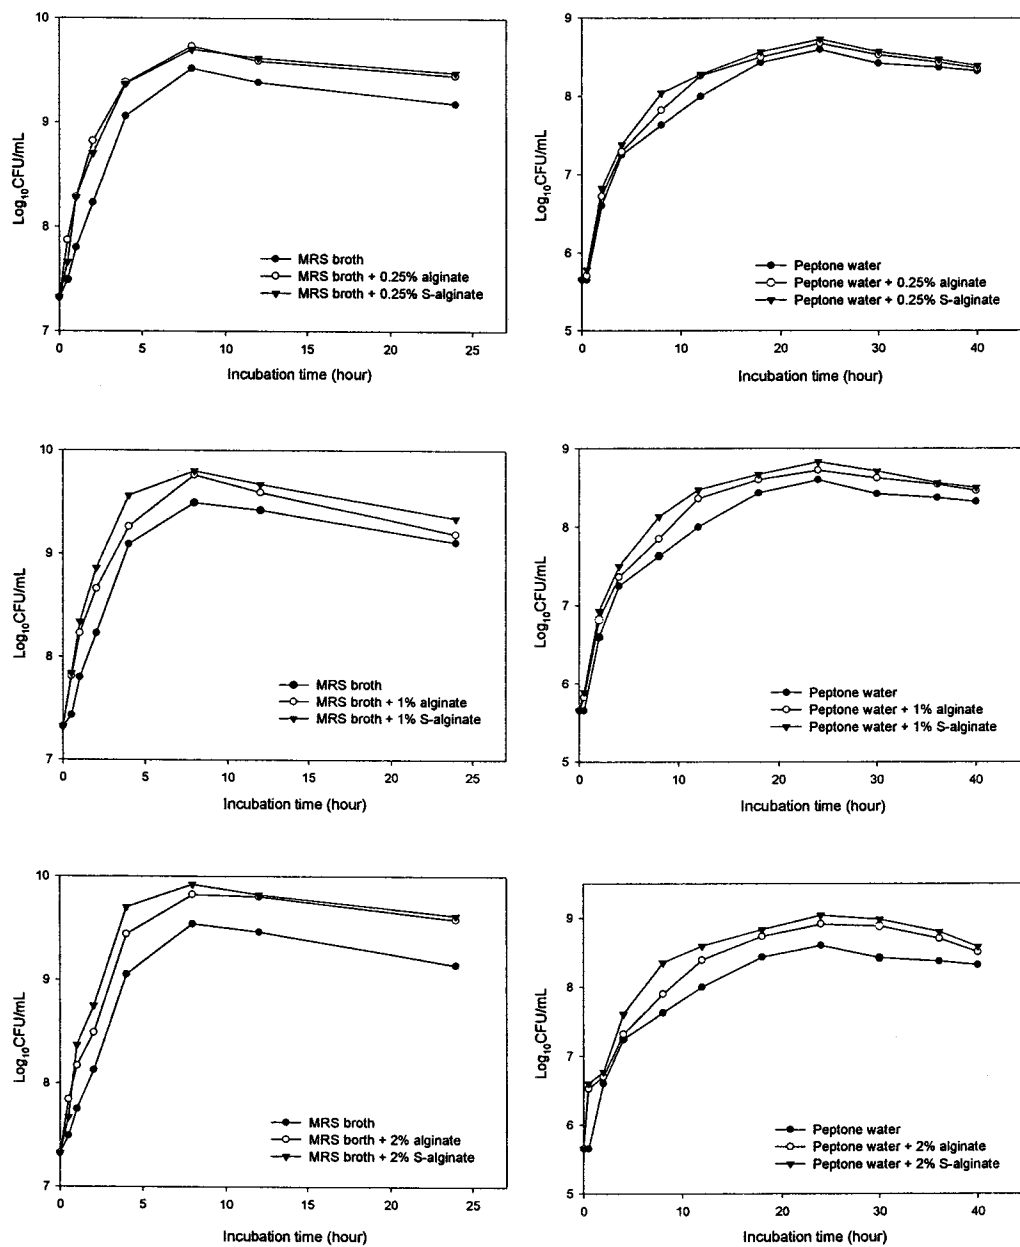 10
9
8
7
Log10CFU/mL
MRS broth
MRS broth + 0.25% alginate
MRS broth + 0.25% S-alginate
0 5 10 15 20 25
Incubation time (hour)
9
8
7
6
5
Log10CFU/mL
Peptone water
Peptone water + 0.25% alginate
Peptone water + 0.25% S-alginate
0 10 20 30 40
Incubation time (hour)
10
9
8
7
Log10CFU/mL
MRS broth
MRS broth + 1% alginate
MRS broth + 1% S-alginate
0 5 10 15 20 25
Incubation time (hour)
9
8
7
6
5
Log10CFU/mL
Peptone water
Peptone water + 1% alginate
Peptone water + 1% S-alginate
0 10 20 30 40
Incubation time (hour)
10
9
8
7
Log10CFU/mL
MRS broth
MRS borth + 2% alginate
MRS broth + 2% S-alginate
0 5 10 15 20 25
Incubation time (hour)
9
8
7
6
5
Log10CFU/mL
Peptone water
Peptone water + 2% alginate
Peptone water + 2% S-alginate
0 10 20 30 40
Incubation time (hour)